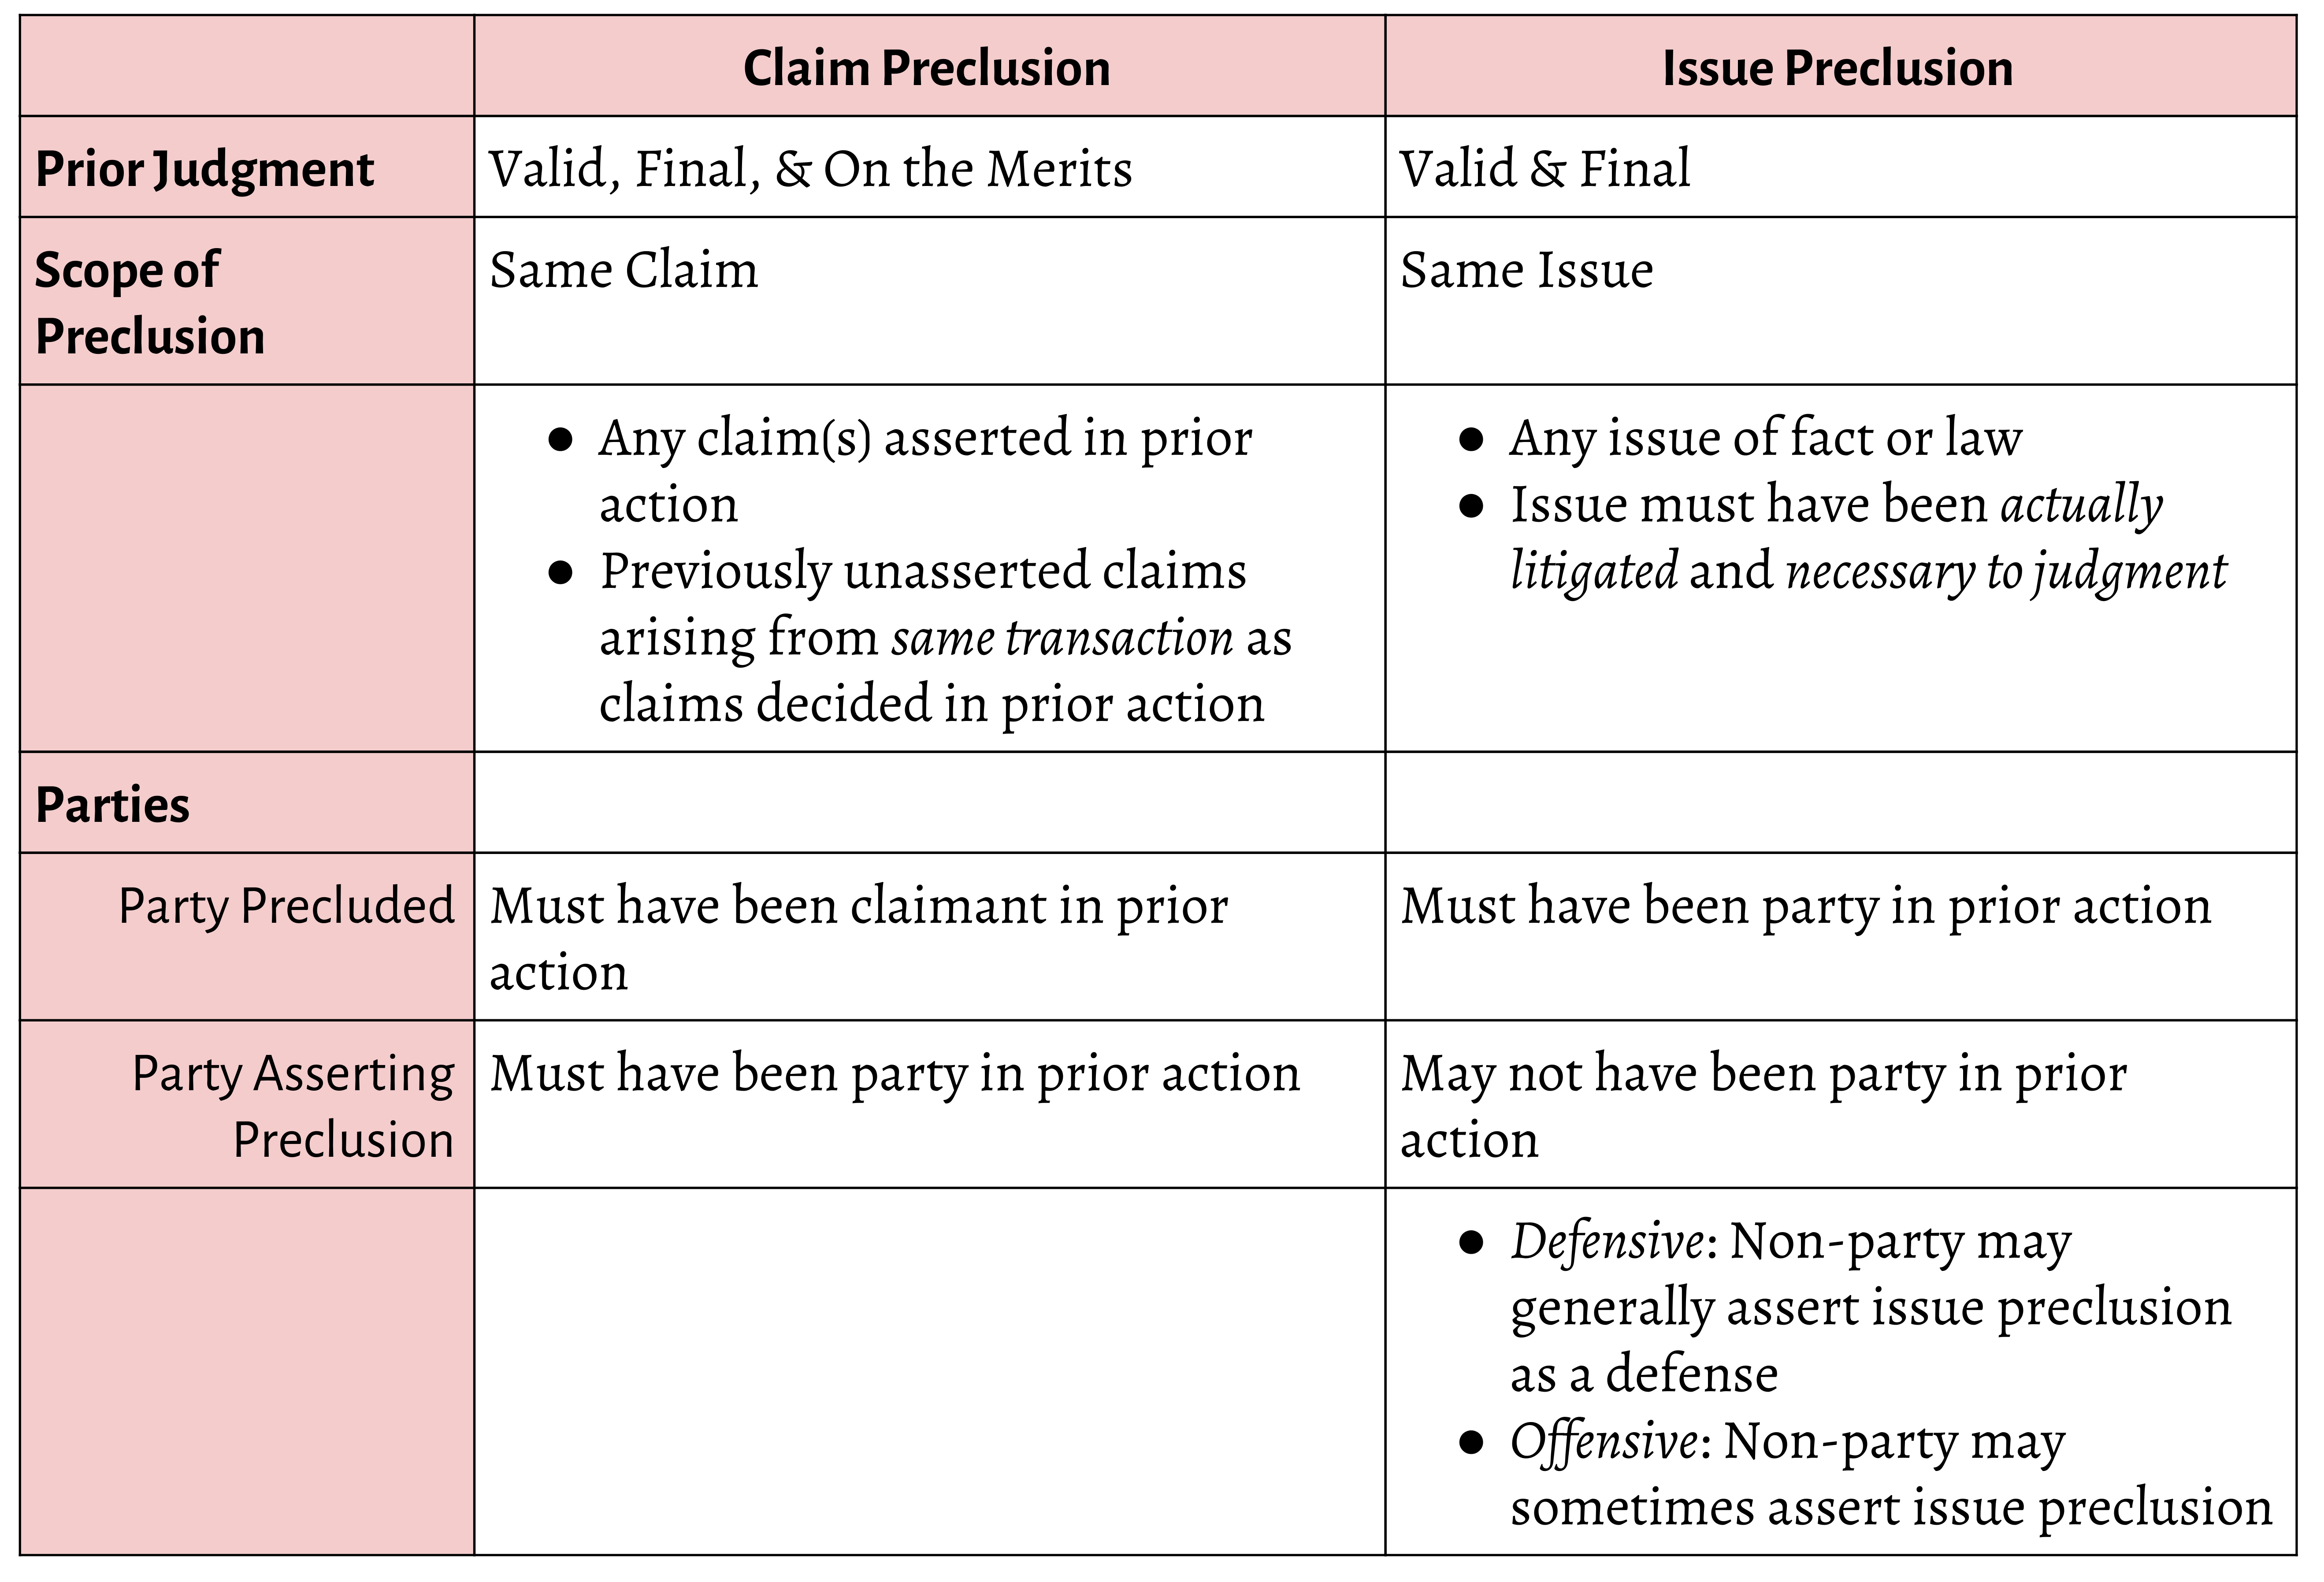 Claim Preclusion
Issue Preclusion
Prior Judgment
Valid, Final, & On the Merits
Valid & Final
Scope of
Preclusion
Same Claim
Same Issue
● Any claim(s) asserted in prior
action
● Previously unasserted claims
arising from same transaction as
claims decided in prior action
● Any issue of fact or law
● Issue must have been actually
litigated and necessary to judgment
Parties
Party Precluded
Must have been claimant in prior
action
Must have been party in prior action
Party Asserting
Preclusion
Must have been party in prior action
May not have been party in prior
action
● Defensive: Non-party may
generally assert issue preclusion
as a defense
● Offensive: Non-party may
sometimes assert issue preclusion